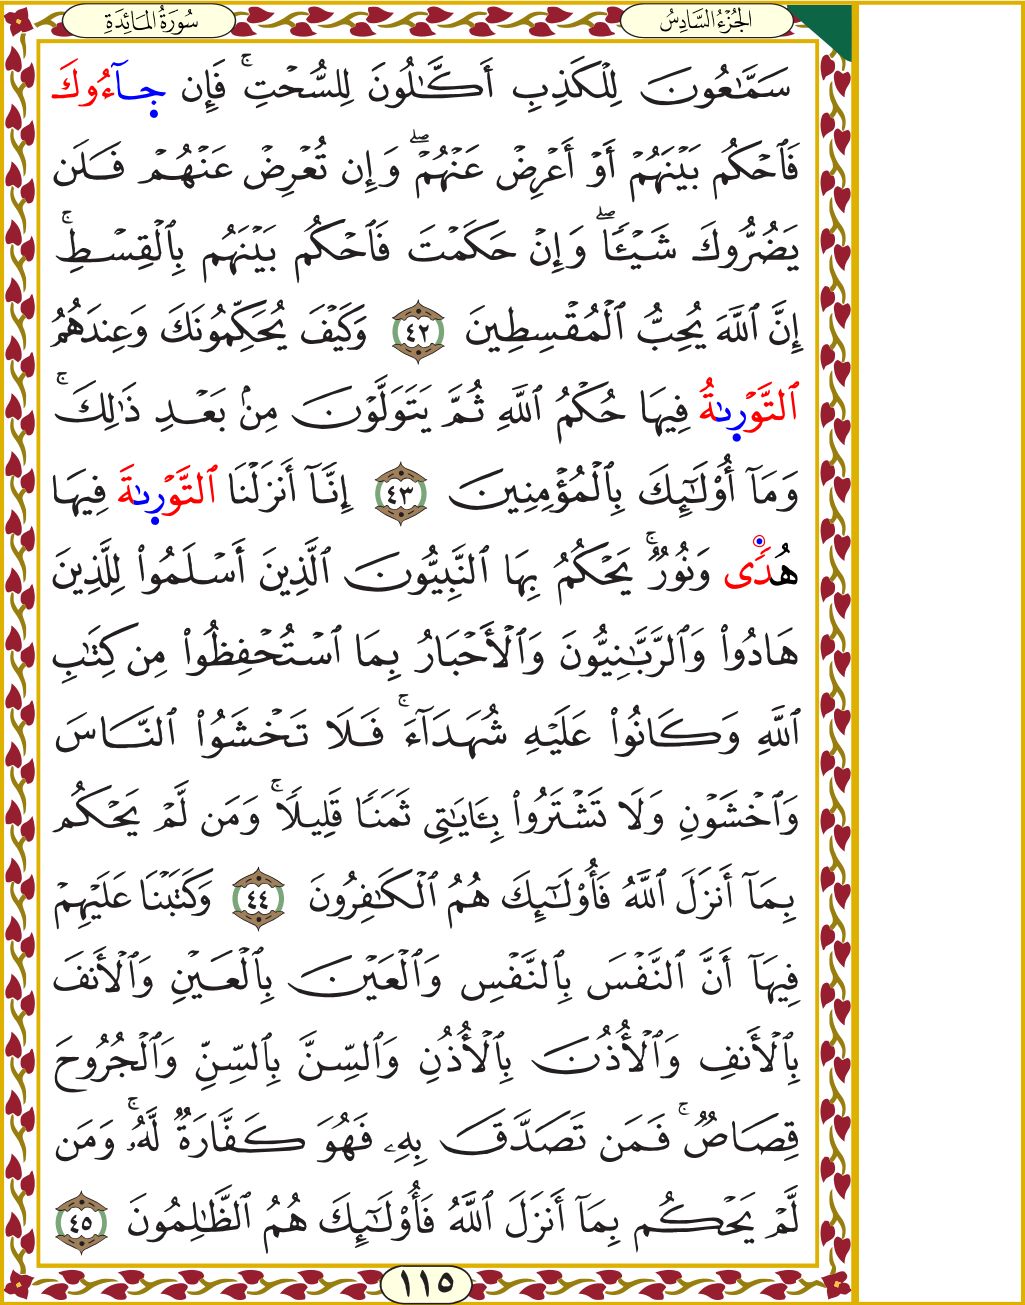 الجُزْءُ السَّادِسُ
سُورَةُ المَائِدَةِ
سَمَّٰعُونَ لِلْكَذِبِ أَكَّٰلُونَ لِلسُّحْتِ ۚ فَإِن جَآءُوكَ
فَٱحْكُم بَيْنَهُمْ أَوْ أَعْرِضْ عَنْهُمْ ۖ وَإِن تُعْرِضْ عَنْهُمْ فَلَن
يَضُرُّوكَ شَيْـًٔا ۖ وَإِنْ حَكَمْتَ فَٱحْكُم بَيْنَهُم بِٱلْقِسْطِ ۚ
إِنَّ ٱللَّهَ يُحِبُّ ٱلْمُقْسِطِينَ ٤٢ وَكَيْفَ يُحَكِّمُونَكَ وَعِندَهُمُ
ٱلتَّوْرىٰةُ فِيهَا حُكْمُ ٱللَّهِ ثُمَّ يَتَوَلَّوْنَ مِنۢ بَعْدِ ذَٰلِكَ ۚ
وَمَآ أُو۟لَٰٓئِكَ بِٱلْمُؤْمِنِينَ ٤٣ إِنَّآ أَنزَلْنَا ٱلتَّوْرىٰةَ فِيهَا
هُدًى وَنُورٌ ۚ يَحْكُمُ بِهَا ٱلنَّبِيُّونَ ٱلَّذِينَ أَسْلَمُوا۟ لِلَّذِينَ
هَادُوا۟ وَٱلرَّبَّٰنِيُّونَ وَٱلْأَحْبَارُ بِمَا ٱسْتُحْفِظُوا۟ مِن كِتَٰبِ
ٱللَّهِ وَكَانُوا۟ عَلَيْهِ شُهَدَآءَ ۚ فَلَا تَخْشَوُا۟ ٱلنَّاسَ
وَٱخْشَوْنِ وَلَا تَشْتَرُوا۟ بِـَٔايَٰتِى ثَمَنًا قَلِيلًا ۚ وَمَن لَّمْ يَحْكُم
بِمَآ أَنزَلَ ٱللَّهُ فَأُو۟لَٰٓئِكَ هُمُ ٱلْكَٰفِرُونَ ٤٤ وَكَتَبْنَا عَلَيْهِمْ
فِيهَآ أَنَّ ٱلنَّفْسَ بِٱلنَّفْسِ وَٱلْعَيْنَ بِٱلْعَيْنِ وَٱلْأَنفَ
بِٱلْأَنفِ وَٱلْأُذُنَ بِٱلْأُذُنِ وَٱلسِّنَّ بِٱلسِّنِّ وَٱلْجُرُوحَ
قِصَاصٌ ۚ فَمَن تَصَدَّقَ بِهِۦ فَهُوَ كَفَّارَةٌ لَّهُۥ ۚ وَمَن
لَّمْ يَحْكُم بِمَآ أَنزَلَ ٱللَّهُ فَأُو۟لَٰٓئِكَ هُمُ ٱلظَّٰلِمُونَ ٤٥
١١٥